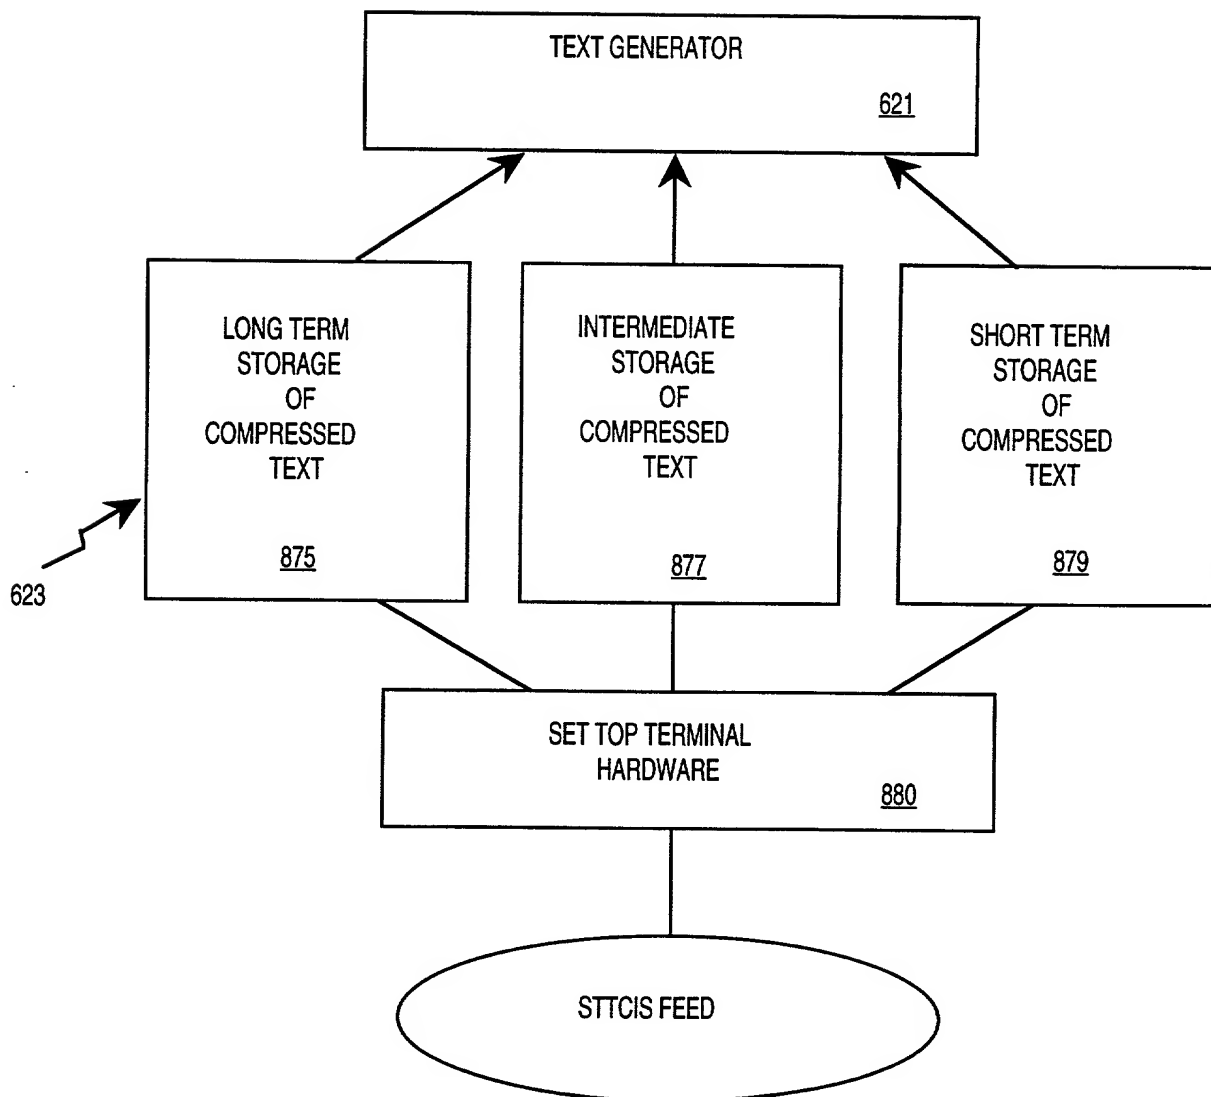 TEXT GENERATOR
621
LONG TERM
STORAGE
OF
COMPRESSED
TEXT
875
INTERMEDIATE
STORAGE
OF
COMPRESSED
TEXT
877
SHORT TERM
STORAGE
OF
COMPRESSED
TEXT
879
623
SET TOP TERMINAL
HARDWARE
880
STTCIS FEED